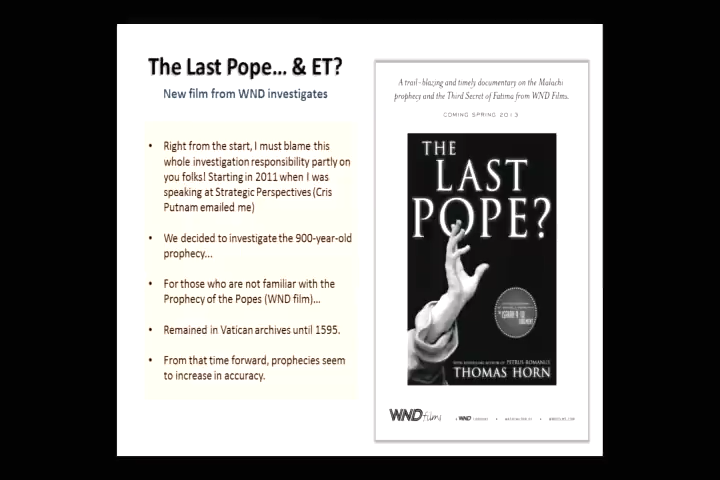 The Last Pope... & ET?
New film from WND investigates
• Right from the start, I must blame this
whole investigation responsibility partly on
you folks! Starting in 2011 when I was
speaking at Strategic Perspectives (Cris
Putnam emailed me)
• We decided to investigate the 900-year-old
prophecy...
• For those who are not familiar with the
Prophecy of the Popes (WND film)...
• Remained in Vatican archives until 1595.
• From that time forward, prophecies seem
to increase in accuracy.
A trail-blazing and timely documentary on the Malachi
prophecy and the Third Secret of Fatima from WND Films.
COMING SPRING 2013
THE
LAST
POPE?
AUTHOR OF PETRUS ROMANUS
THOMAS HORN
WND films
WND